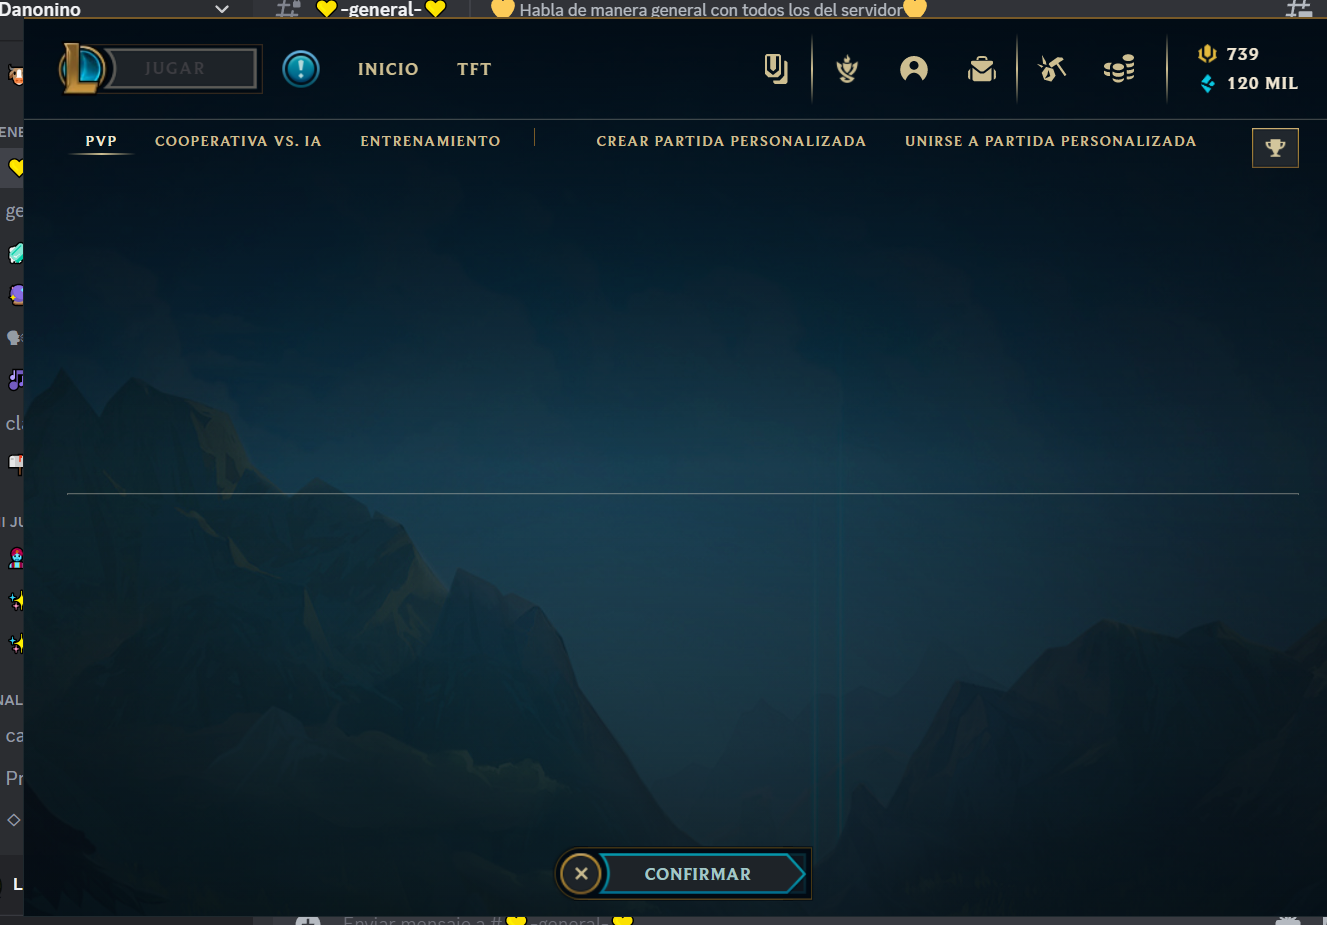 Danonino
-general-
Habla de manera general con todos los del servidor
JUGAR
INICIO
TFT
739
120 MIL
PVP
COOPERATIVA VS. IA
ENTRENAMIENTO
CREAR PARTIDA PERSONALIZADA
UNIRSE A PARTIDA PERSONALIZADA
ENE
ge
cl
I JU
NAL
ca
Pr
L
CONFIRMAR
Enviar mensaje a #
-general-